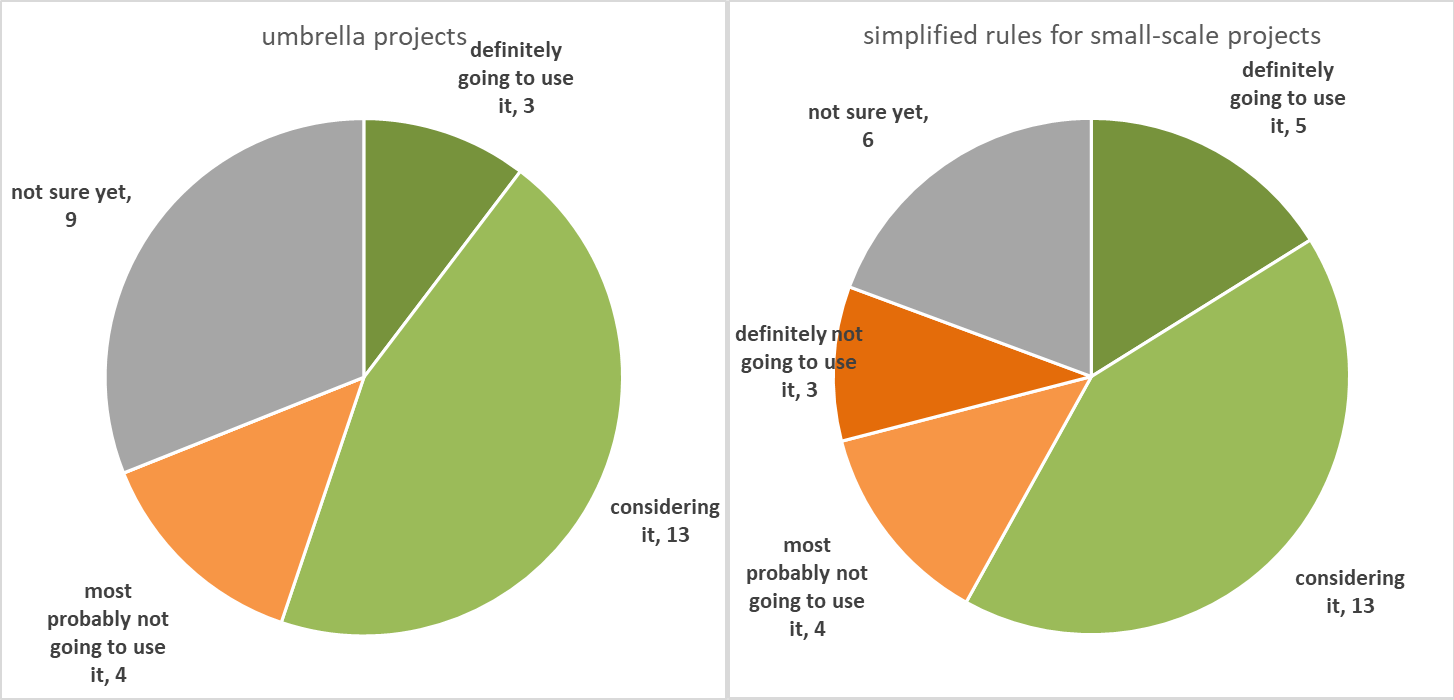 umbrella projects
definitely
going to use
it, 3
not sure yet,
9
considering
it, 13
most
probably not
going to use
it, 4
simplified rules for small-scale projects
definitely
going to use
it, 5
not sure yet,
6
definitely not
going to use
it, 3
most
probably not
going to use
it, 4
considering
it, 13